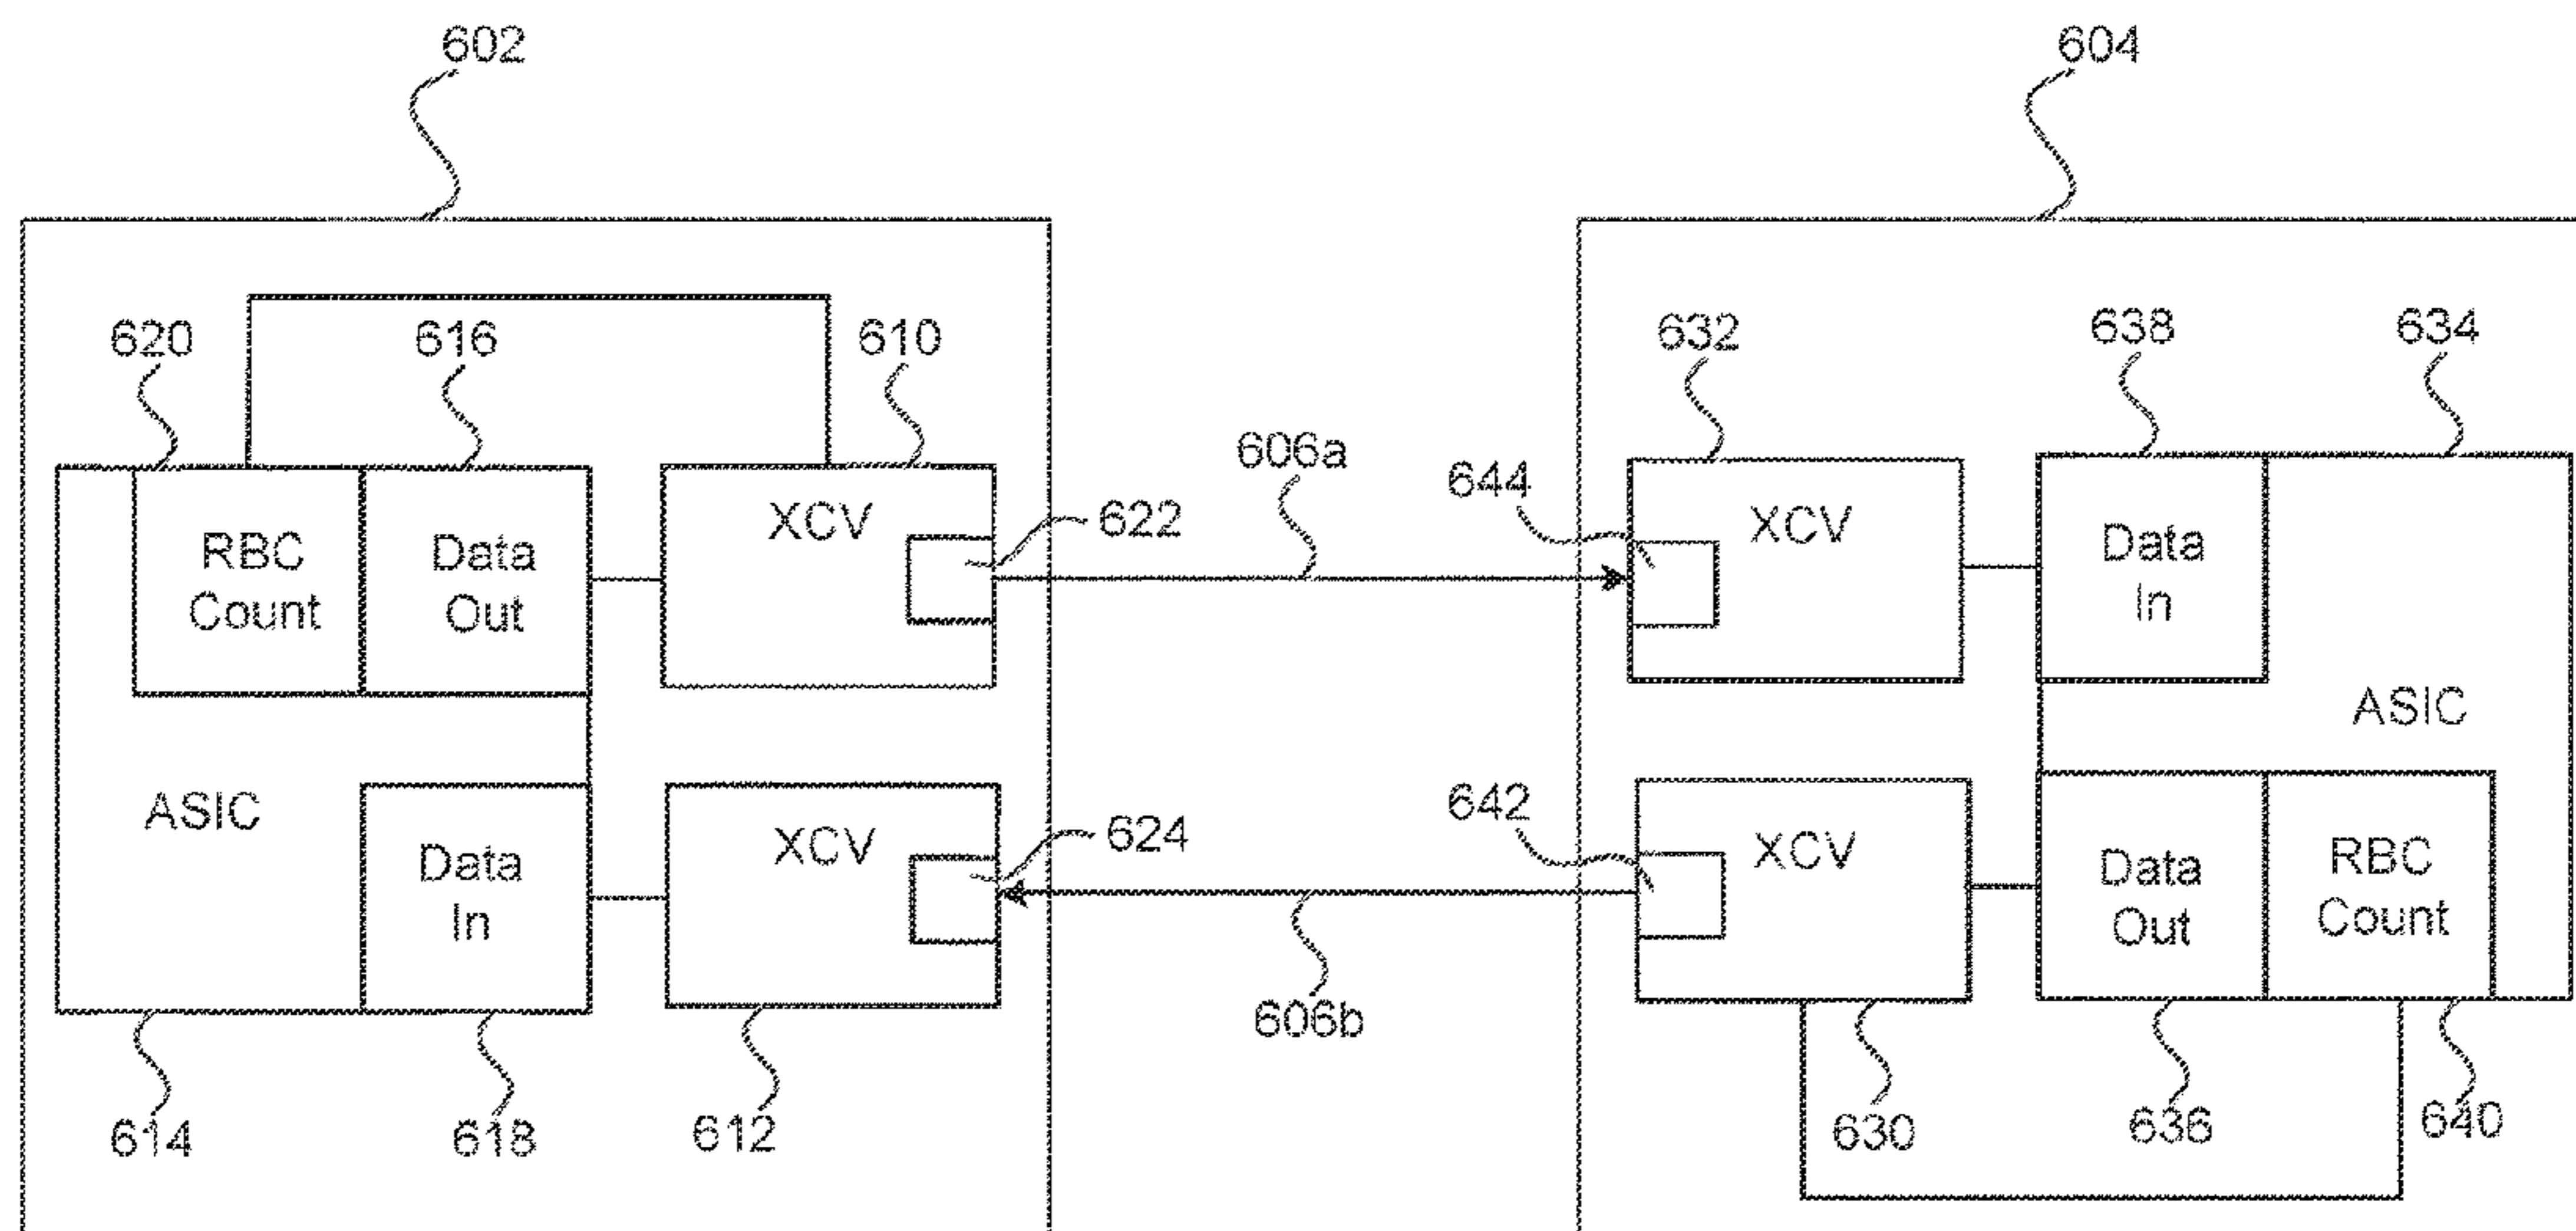 602
604
620
616
610
632
638
634
606a
644
622
RBC
Count
Data
Out
XCV
XCV
Data
In
ASIC
ASIC
642
624
Data
In
XCV
XCV
Data
Out
RBC
Count
606b
614
618
612
630
636
640